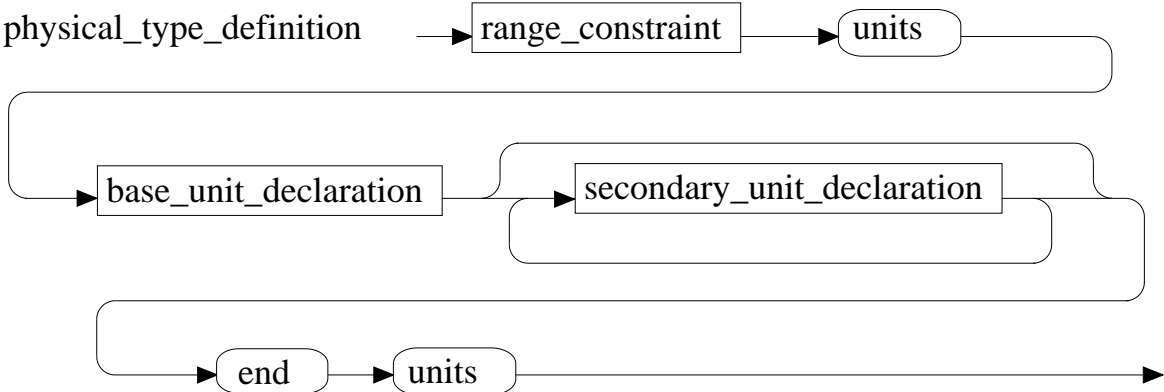 physical_type_definition range_constraint units
base_unit_declaration secondary_unit_declaration
end units